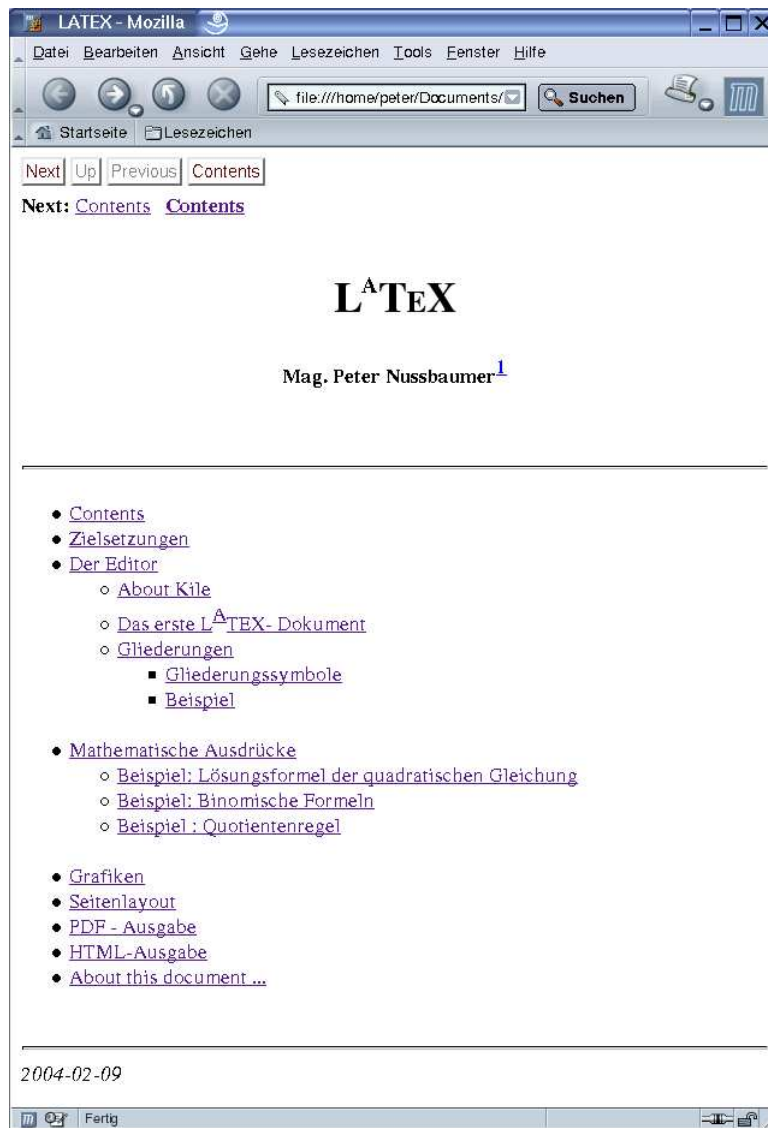 LATEX - Mozilla
Datei Bearbeiten Ansicht Gehe Lesezeichen Tools Fenster Hilfe
file:///home/peter/Documents/ Suchen
Startseite Lesezeichen
Next Up Previous Contents
Next: Contents Contents
LATEX
Mag. Peter Nussbaumer1
Contents
Zielsetzungen
Der Editor
About Kile
Das erste LATEX- Dokument
Gliederungen
Gliederungssymbole
Beispiel
Mathematische Ausdrücke
Beispiel: Lösungsformel der quadratischen Gleichung
Beispiel: Binomische Formeln
Beispiel : Quotientenregel
Grafiken
Seitenlayout
PDF - Ausgabe
HTML-Ausgabe
About this document ...
2004-02-09
Fertig